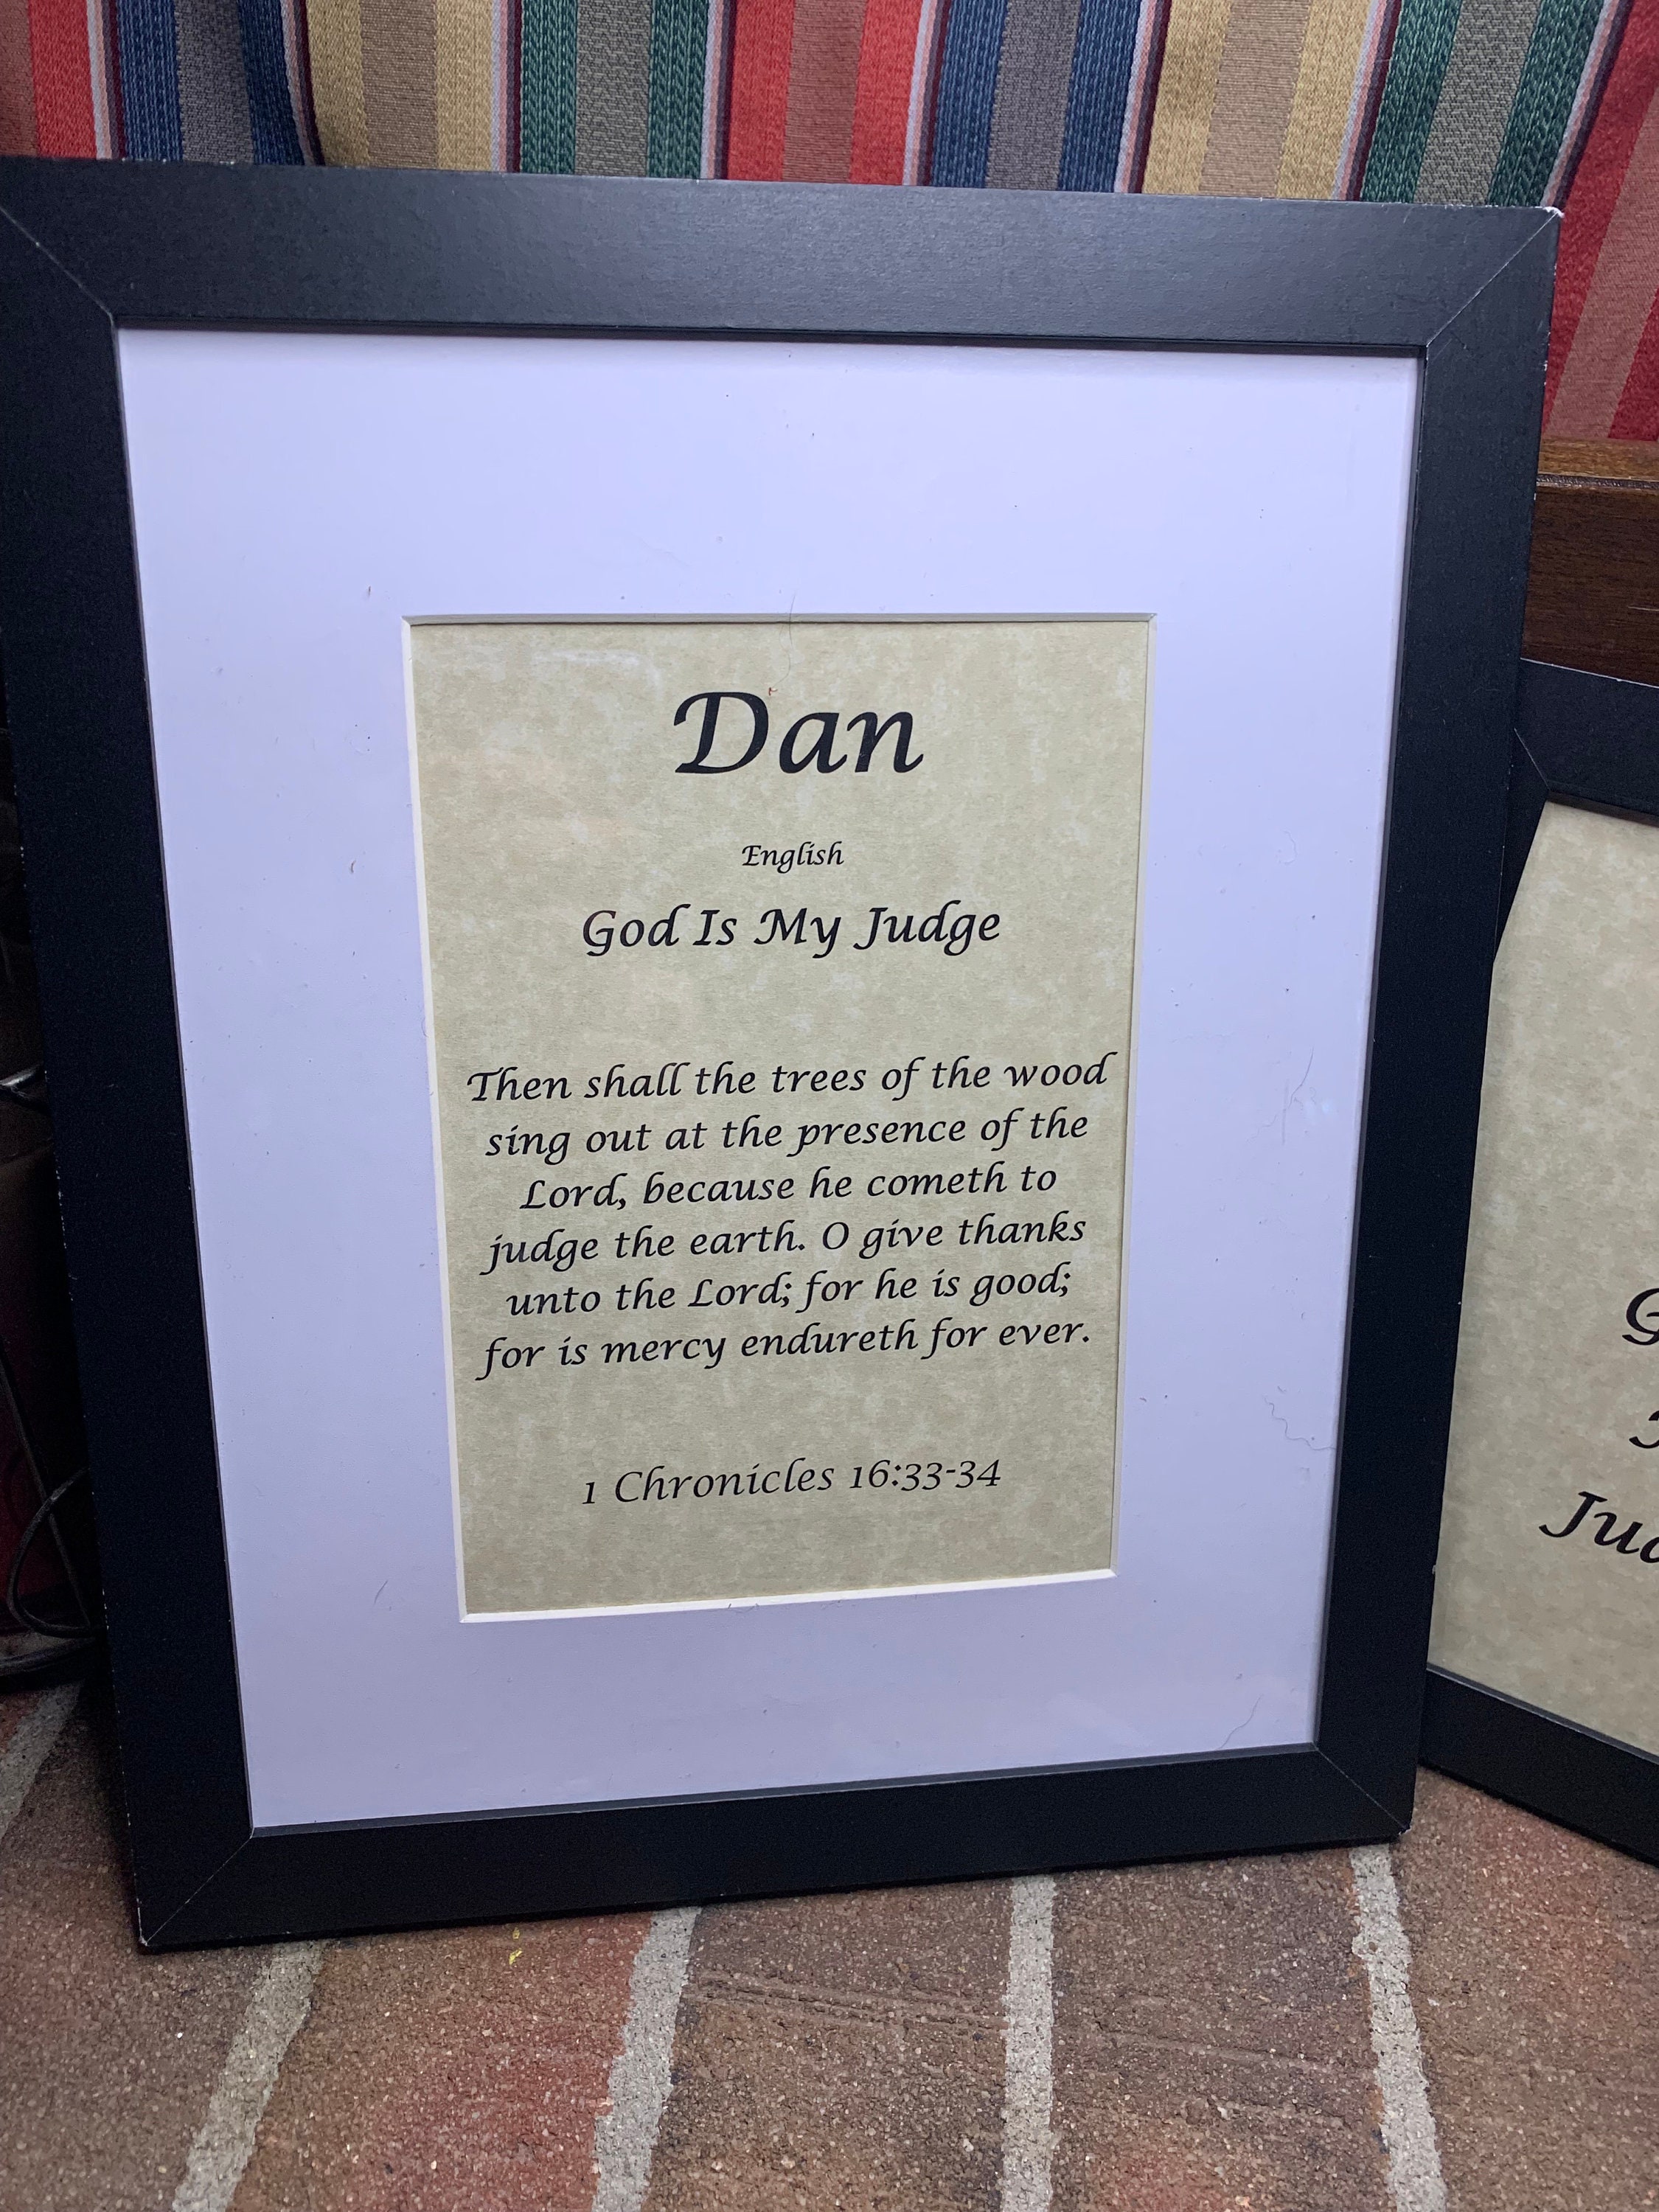 Dan
English
God Is My Judge
Then shall the trees of the wood
sing out at the presence of the
Lord, because he cometh to
judge the earth. O give thanks
unto the Lord; for he is good;
for is mercy endureth for ever.
1 Chronicles 16:33-34